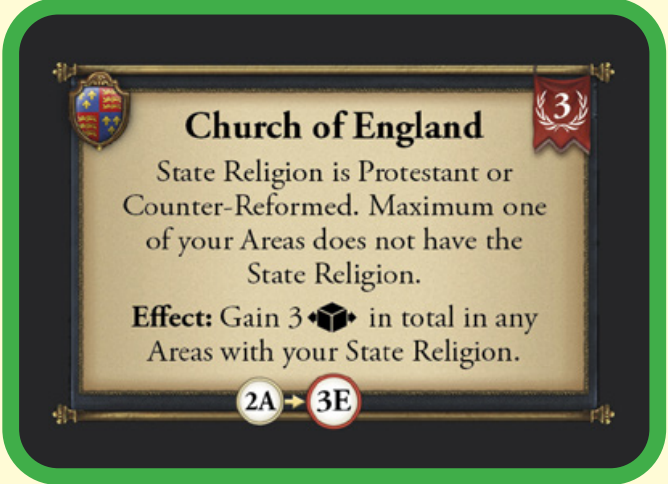 3
Church of England
State Religion is Protestant or
Counter-Reformed. Maximum one
of your Areas does not have the
State Religion.
Effect: Gain 3 in total in any
Areas with your State Religion.
2A 3E